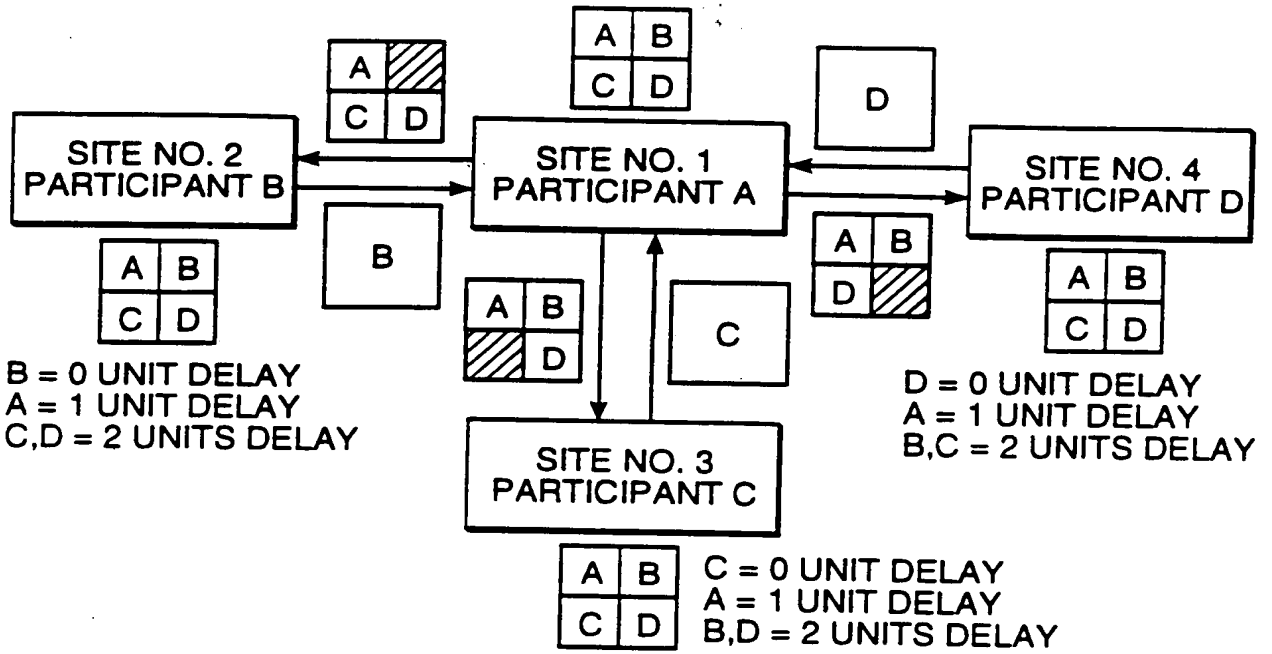 A B
C D
A
C D
D
SITE NO. 2
PARTICIPANT B
SITE NO. 1
PARTICIPANT A
SITE NO. 4
PARTICIPANT D
B
A B
D
A B
C D
A B
D
C
A B
C D
B = 0 UNIT DELAY
A = 1 UNIT DELAY
C,D = 2 UNITS DELAY
D = 0 UNIT DELAY
A = 1 UNIT DELAY
B,C = 2 UNITS DELAY
SITE NO. 3
PARTICIPANT C
A B
C D
C = 0 UNIT DELAY
A = 1 UNIT DELAY
B,D = 2 UNITS DELAY